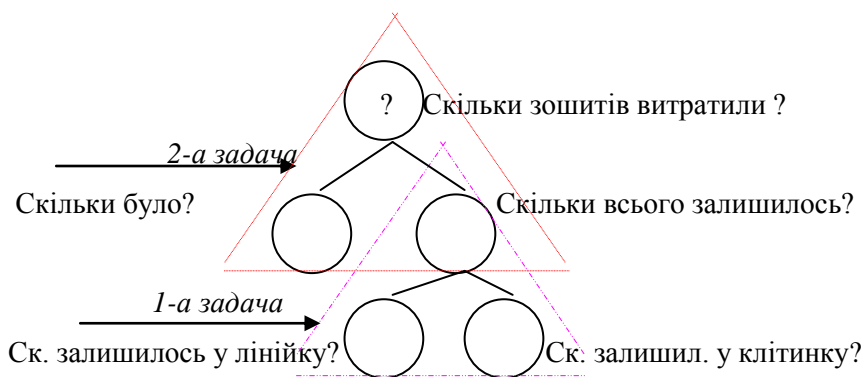 ? Скільки зошитів витратили ?
2-а задача
Скільки було? Скільки всього залишилось?
1-а задача
Ск. залишилось у лінійку? Ск. залишил. у клітинку?